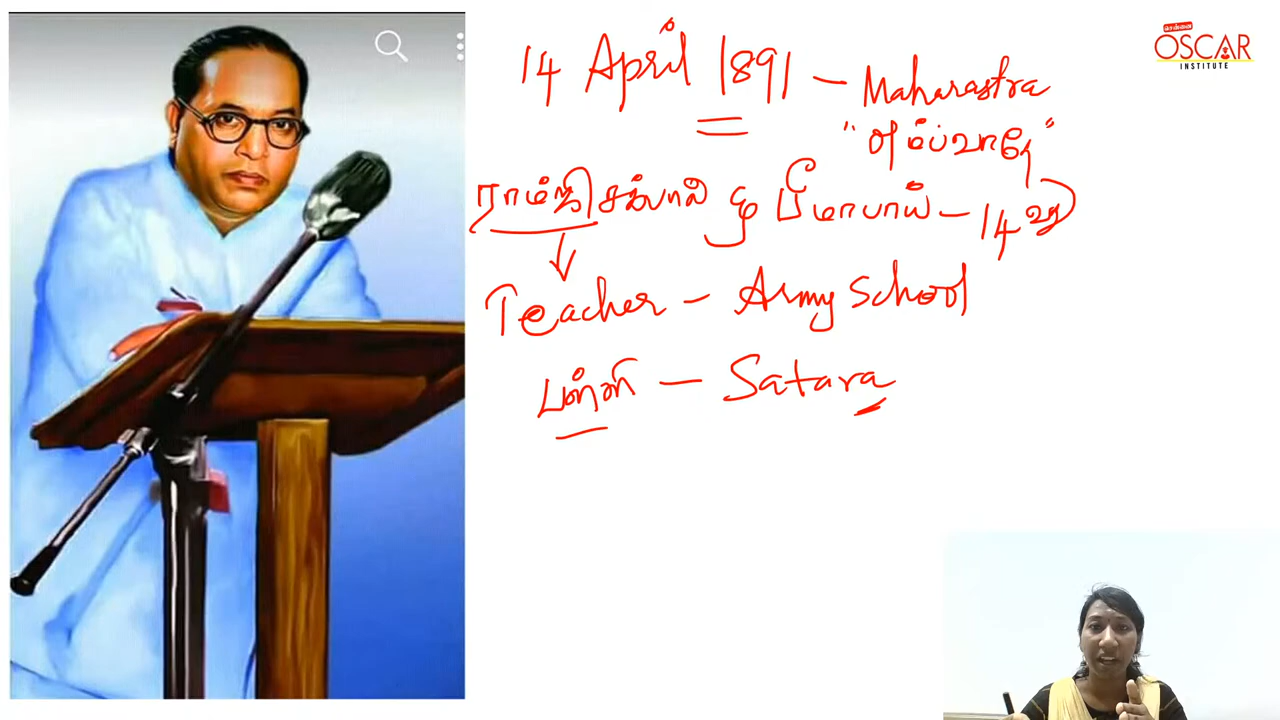 சென்னை
OSCAR
INSTITUTE
14 April 1891 – Maharastra
"அம்பவாதே"
ராம்ஜி சக்பால் & பீமாபாய் – 14 வது
Teacher – Army School
பள்ளி – Satara